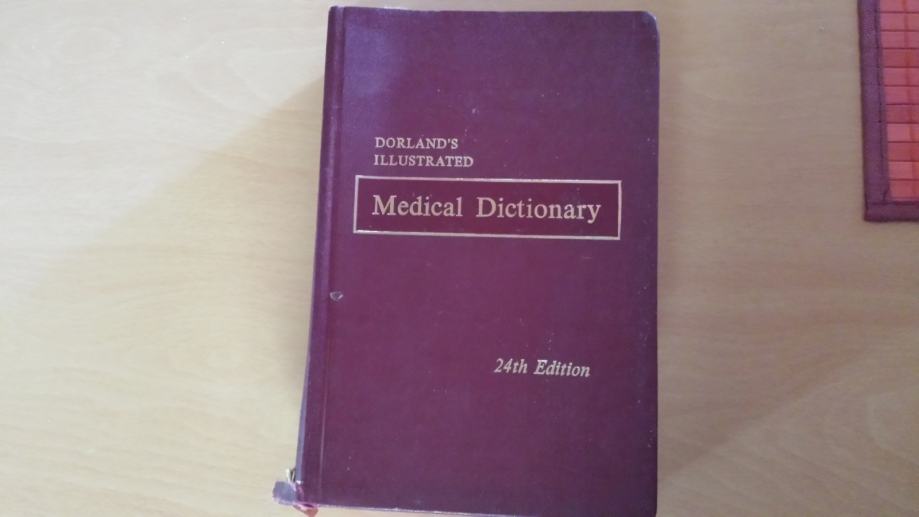 DORLAND'S
ILLUSTRATED
Medical Dictionary
24th Edition